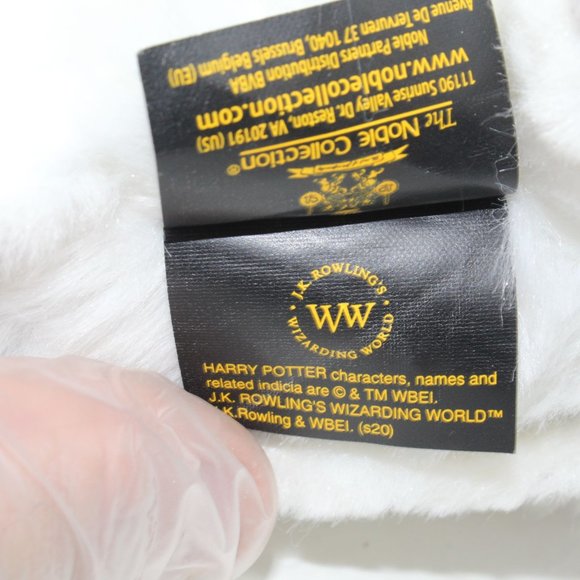 The Noble Collection®
11190 Sunrise Valley Dr. Reston, VA 20191 (US)
www.noblecollection.com
Noble Partners Distribution BVBA
Avenue De Tervuren 37 1040, Brussels Belgium (EU)
J.K. ROWLING'S
WW
WIZARDING WORLD
HARRY POTTER characters, names and
related indicia are © & TM WBEI.
J.K. ROWLING'S WIZARDING WORLD™
J.K.Rowling & WBEI. (s20)